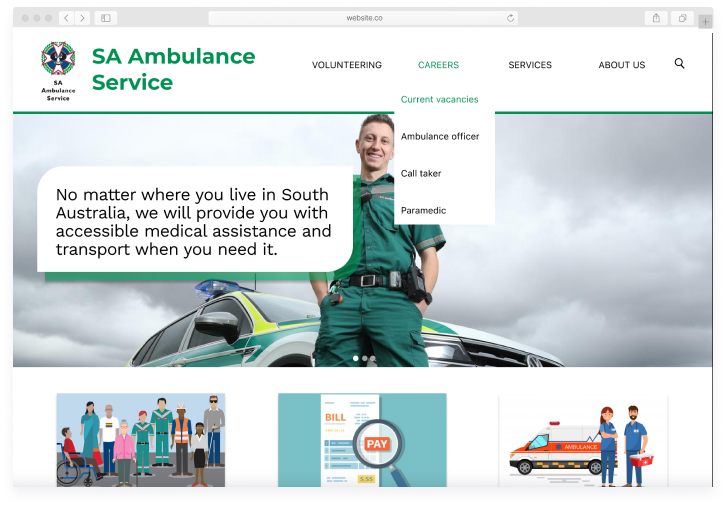 website.co
SA
Ambulance
Service
SA Ambulance
Service
VOLUNTEERING
CAREERS
SERVICES
ABOUT US
Current vacancies
Ambulance officer
Call taker
Paramedic
No matter where you live in South
Australia, we will provide you with
accessible medical assistance and
transport when you need it.
BILL
PAY
5.55
AMBULANCE